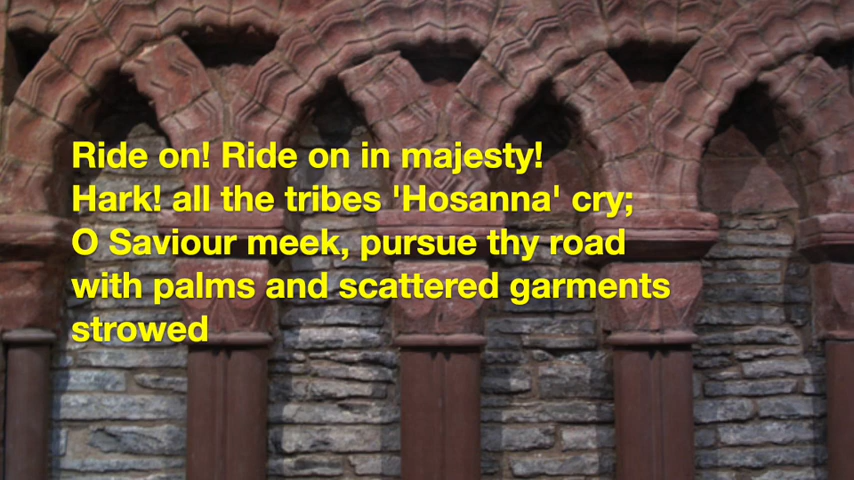 Ride on! Ride on in majesty!
Hark! all the tribes 'Hosanna' cry;
O Saviour meek, pursue thy road
with palms and scattered garments
strowed